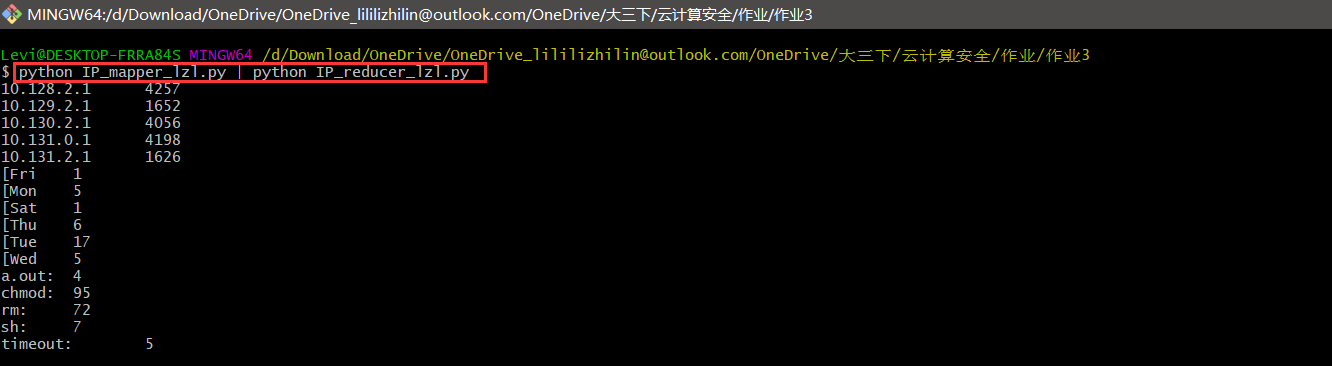 MINGW64:/d/Download/OneDrive/OneDrive_lililizhilin@outlook.com/OneDrive/大三下/云计算安全/作业/作业3
Levi@DESKTOP-FRRA84S MINGW64 /d/Download/OneDrive/OneDrive_lililizhilin@outlook.com/OneDrive/大三下/云计算安全/作业/作业3
$ python IP_mapper_lzl.py | python IP_reducer_lzl.py
10.128.2.1 4257
10.129.2.1 1652
10.130.2.1 4056
10.131.0.1 4198
10.131.2.1 1626
[Fri 1
[Mon 5
[Sat 1
[Thu 6
[Tue 17
[Wed 5
a.out: 4
chmod: 95
rm: 72
sh: 7
timeout: 5